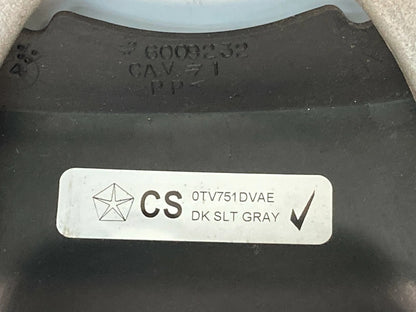 # 6009232
CAV 71
PP
CS
0TV751DVAE
DK SLT GRAY